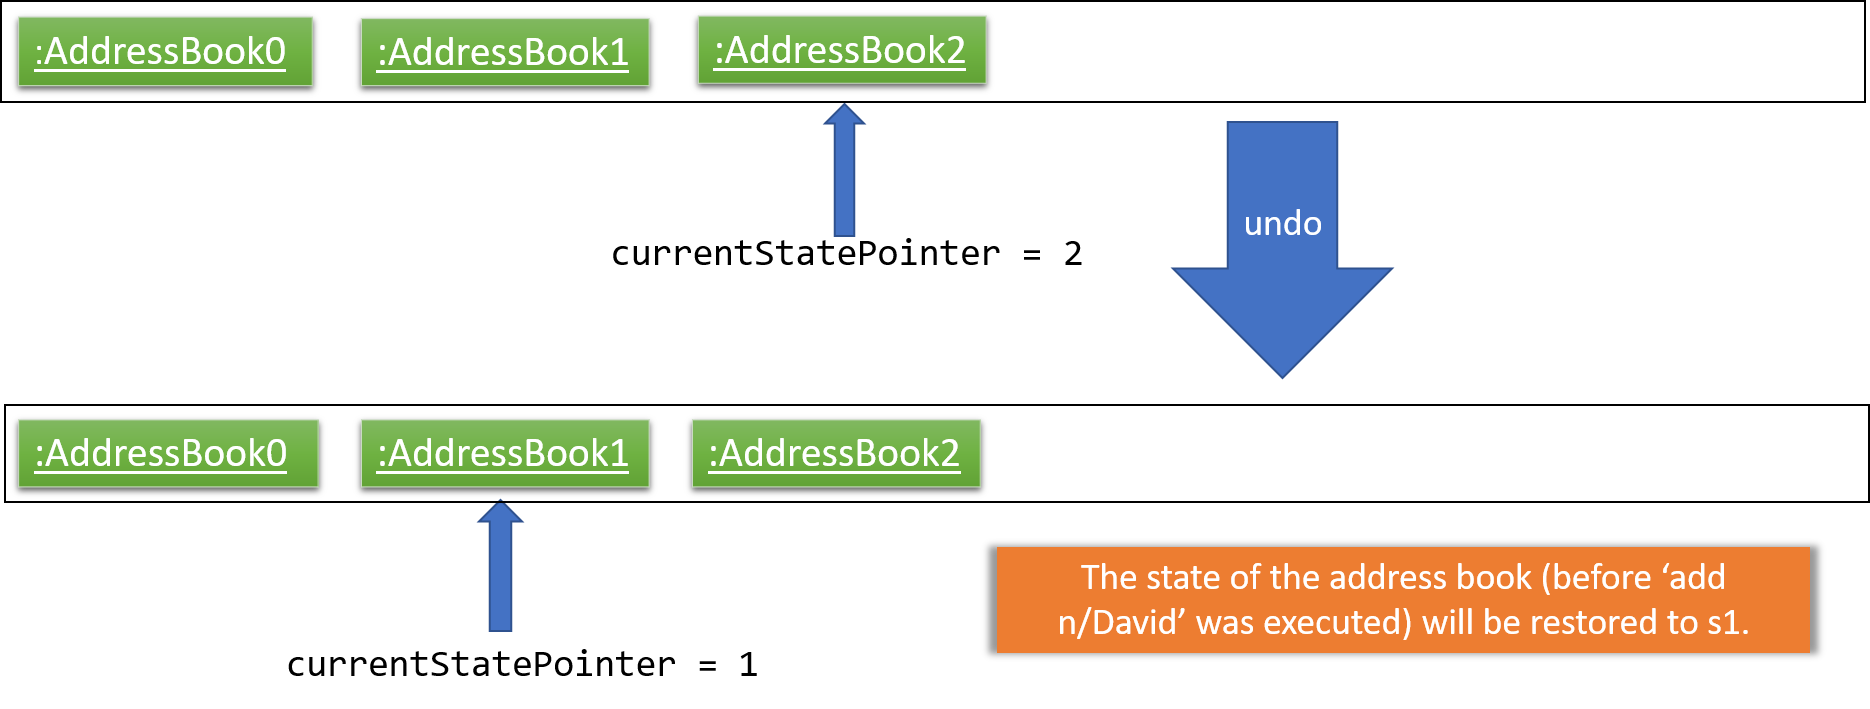 :AddressBook0 :AddressBook1 :AddressBook2
undo
currentStatePointer = 2
:AddressBook0 :AddressBook1 :AddressBook2
The state of the address book (before ‘add
n/David’ was executed) will be restored to s1.
currentStatePointer = 1